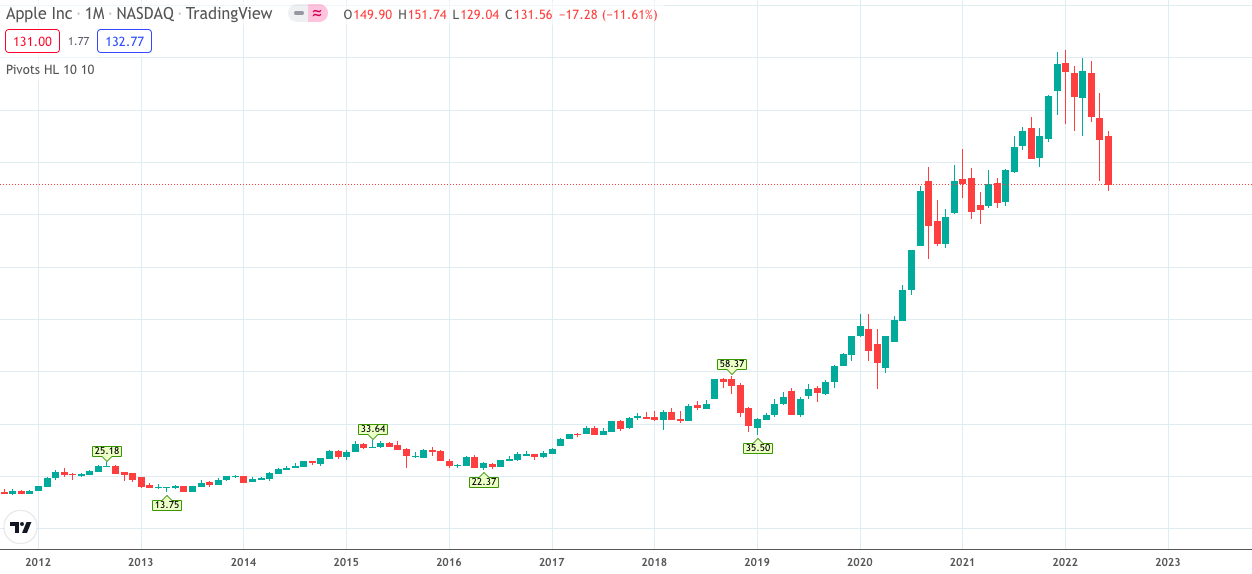 Apple Inc · 1M · NASDAQ · TradingView O149.90 H151.74 L129.04 C131.56 −17.28 (−11.61%)
131.00 1.77 132.77
Pivots HL 10 10
58.37
33.64
35.50
25.18
22.37
13.75
2012 2013 2014 2015 2016 2017 2018 2019 2020 2021 2022 2023